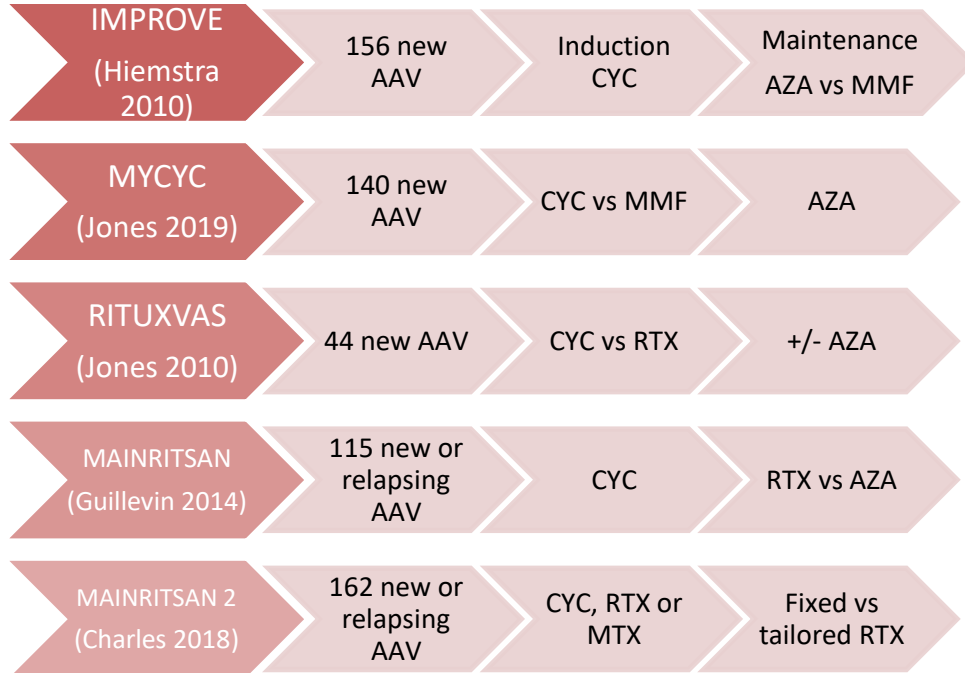 IMPROVE
(Hiemstra
2010)
156 new
AAV
Induction
CYC
Maintenance
AZA vs MMF
MYCYC
(Jones 2019)
140 new
AAV
CYC vs MMF
AZA
RITUXVAS
(Jones 2010)
44 new AAV
CYC vs RTX
+/- AZA
MAINRITSAN
(Guillevin 2014)
115 new or
relapsing
AAV
CYC
RTX vs AZA
MAINRITSAN 2
(Charles 2018)
162 new or
relapsing
AAV
CYC, RTX or
MTX
Fixed vs
tailored RTX